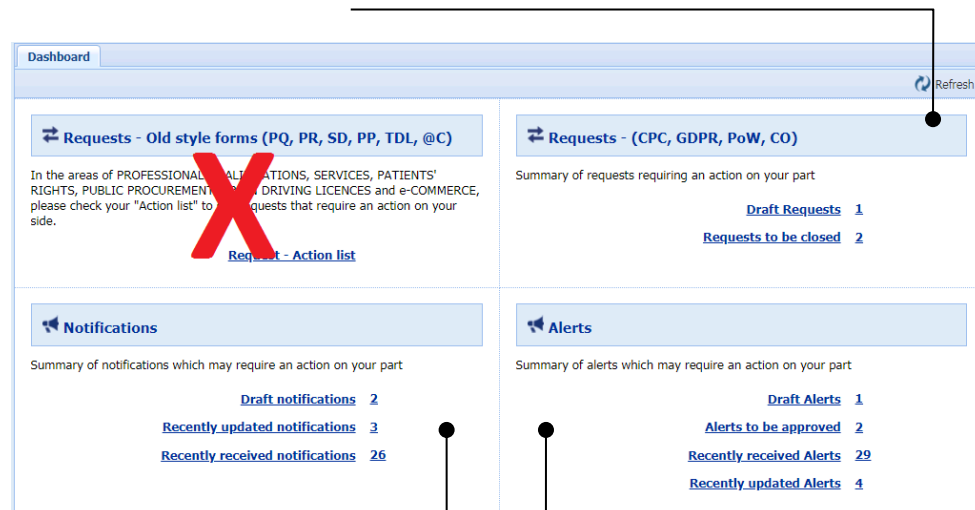 Dashboard
Refresh
Requests - Old style forms (PQ, PR, SD, PP, TDL, @C)
In the areas of PROFESSIONAL SERVICES, PATIENTS'
RIGHTS, PUBLIC PROCUREMENT DRIVING LICENCES and e-COMMERCE,
please check your "Action list" to requests that require an action on your
side.
Request - Action list
Requests - (CPC, GDPR, PoW, CO)
Summary of requests requiring an action on your part
Draft Requests 1
Requests to be closed 2
Notifications
Summary of notifications which may require an action on your part
Draft notifications 2
Recently updated notifications 3
Recently received notifications 26
Alerts
Summary of alerts which may require an action on your part
Draft Alerts 1
Alerts to be approved 2
Recently received Alerts 29
Recently updated Alerts 4